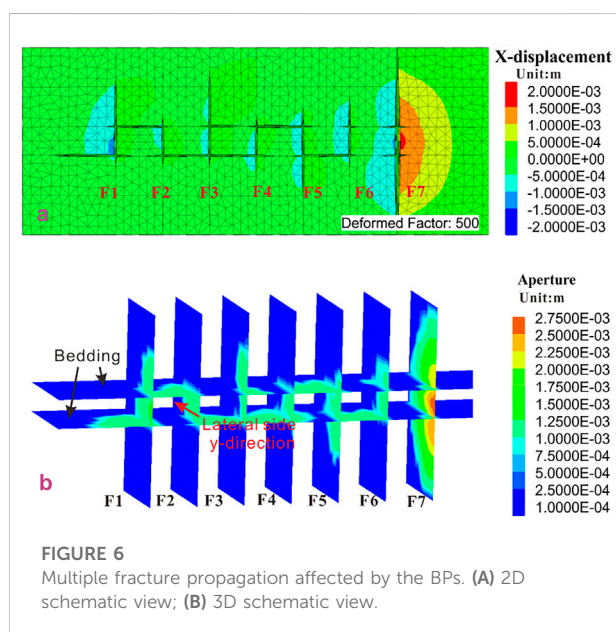 X-displacement
Unit:m
2.0000E-03
1.5000E-03
1.0000E-03
5.0000E-04
0.0000E+00
-5.0000E-04
-1.0000E-03
-1.5000E-03
-2.0000E-03
F1 F2 F3 F4 F5 F6 F7
a
Deformed Factor: 500
Aperture
Unit:m
2.7500E-03
2.5000E-03
2.2500E-03
2.0000E-03
1.7500E-03
1.5000E-03
1.2500E-03
1.0000E-03
7.5000E-04
5.0000E-04
2.5000E-04
1.0000E-04
Bedding
Lateral side
y-direction
b
F1 F2 F3 F4 F5 F6 F7
FIGURE 6
Multiple fracture propagation affected by the BPs. (A) 2D
schematic view; (B) 3D schematic view.